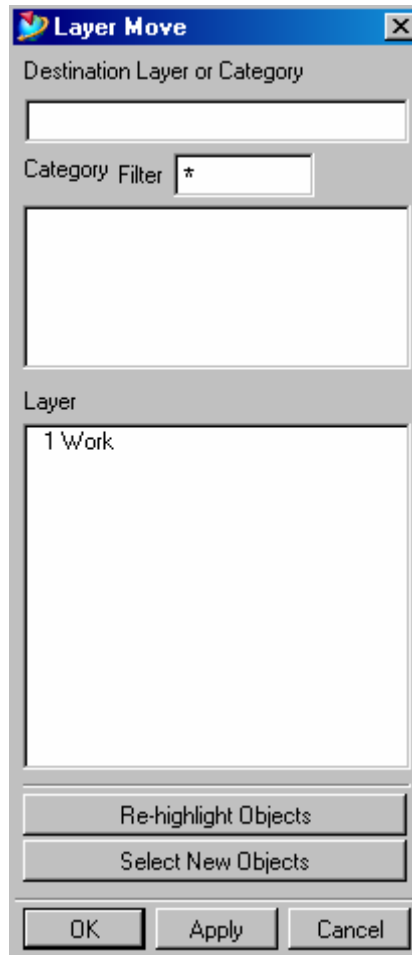 Layer Move
Destination Layer or Category
Category Filter *
Layer
1 Work
Re-highlight Objects
Select New Objects
OK Apply Cancel